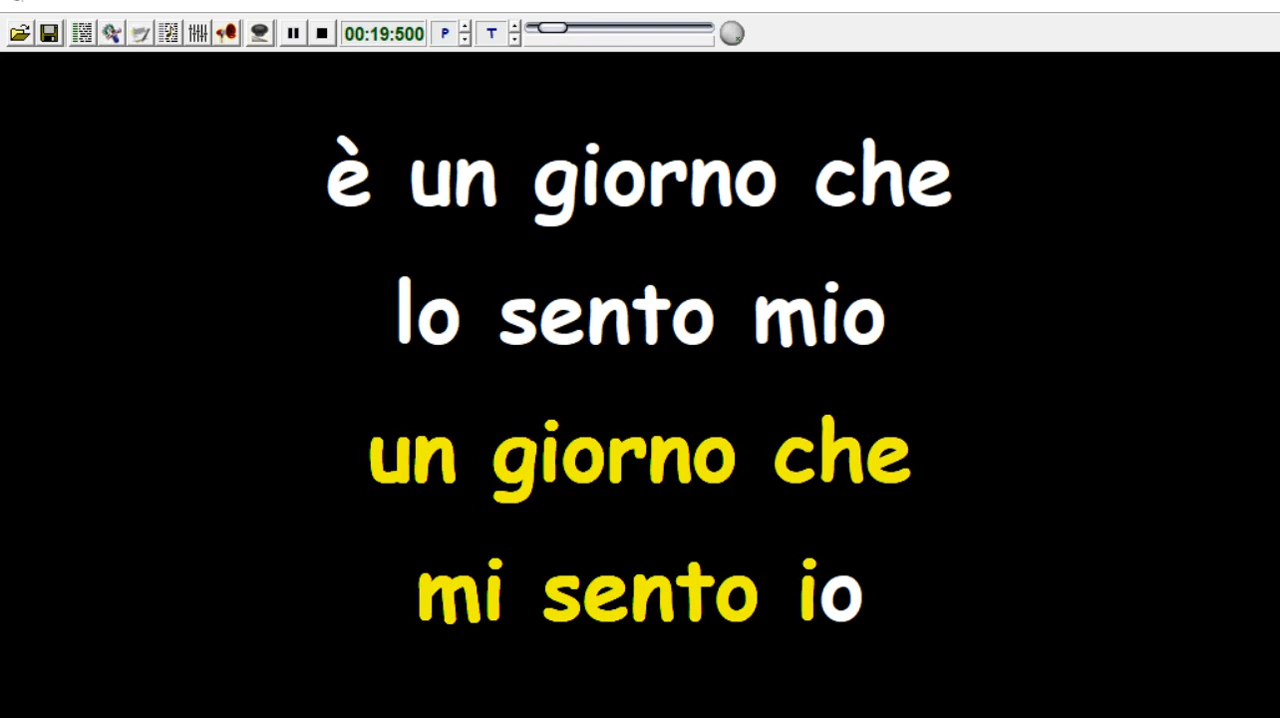 00:19:500 P T
è un giorno che
lo sento mio
un giorno che
mi sento io